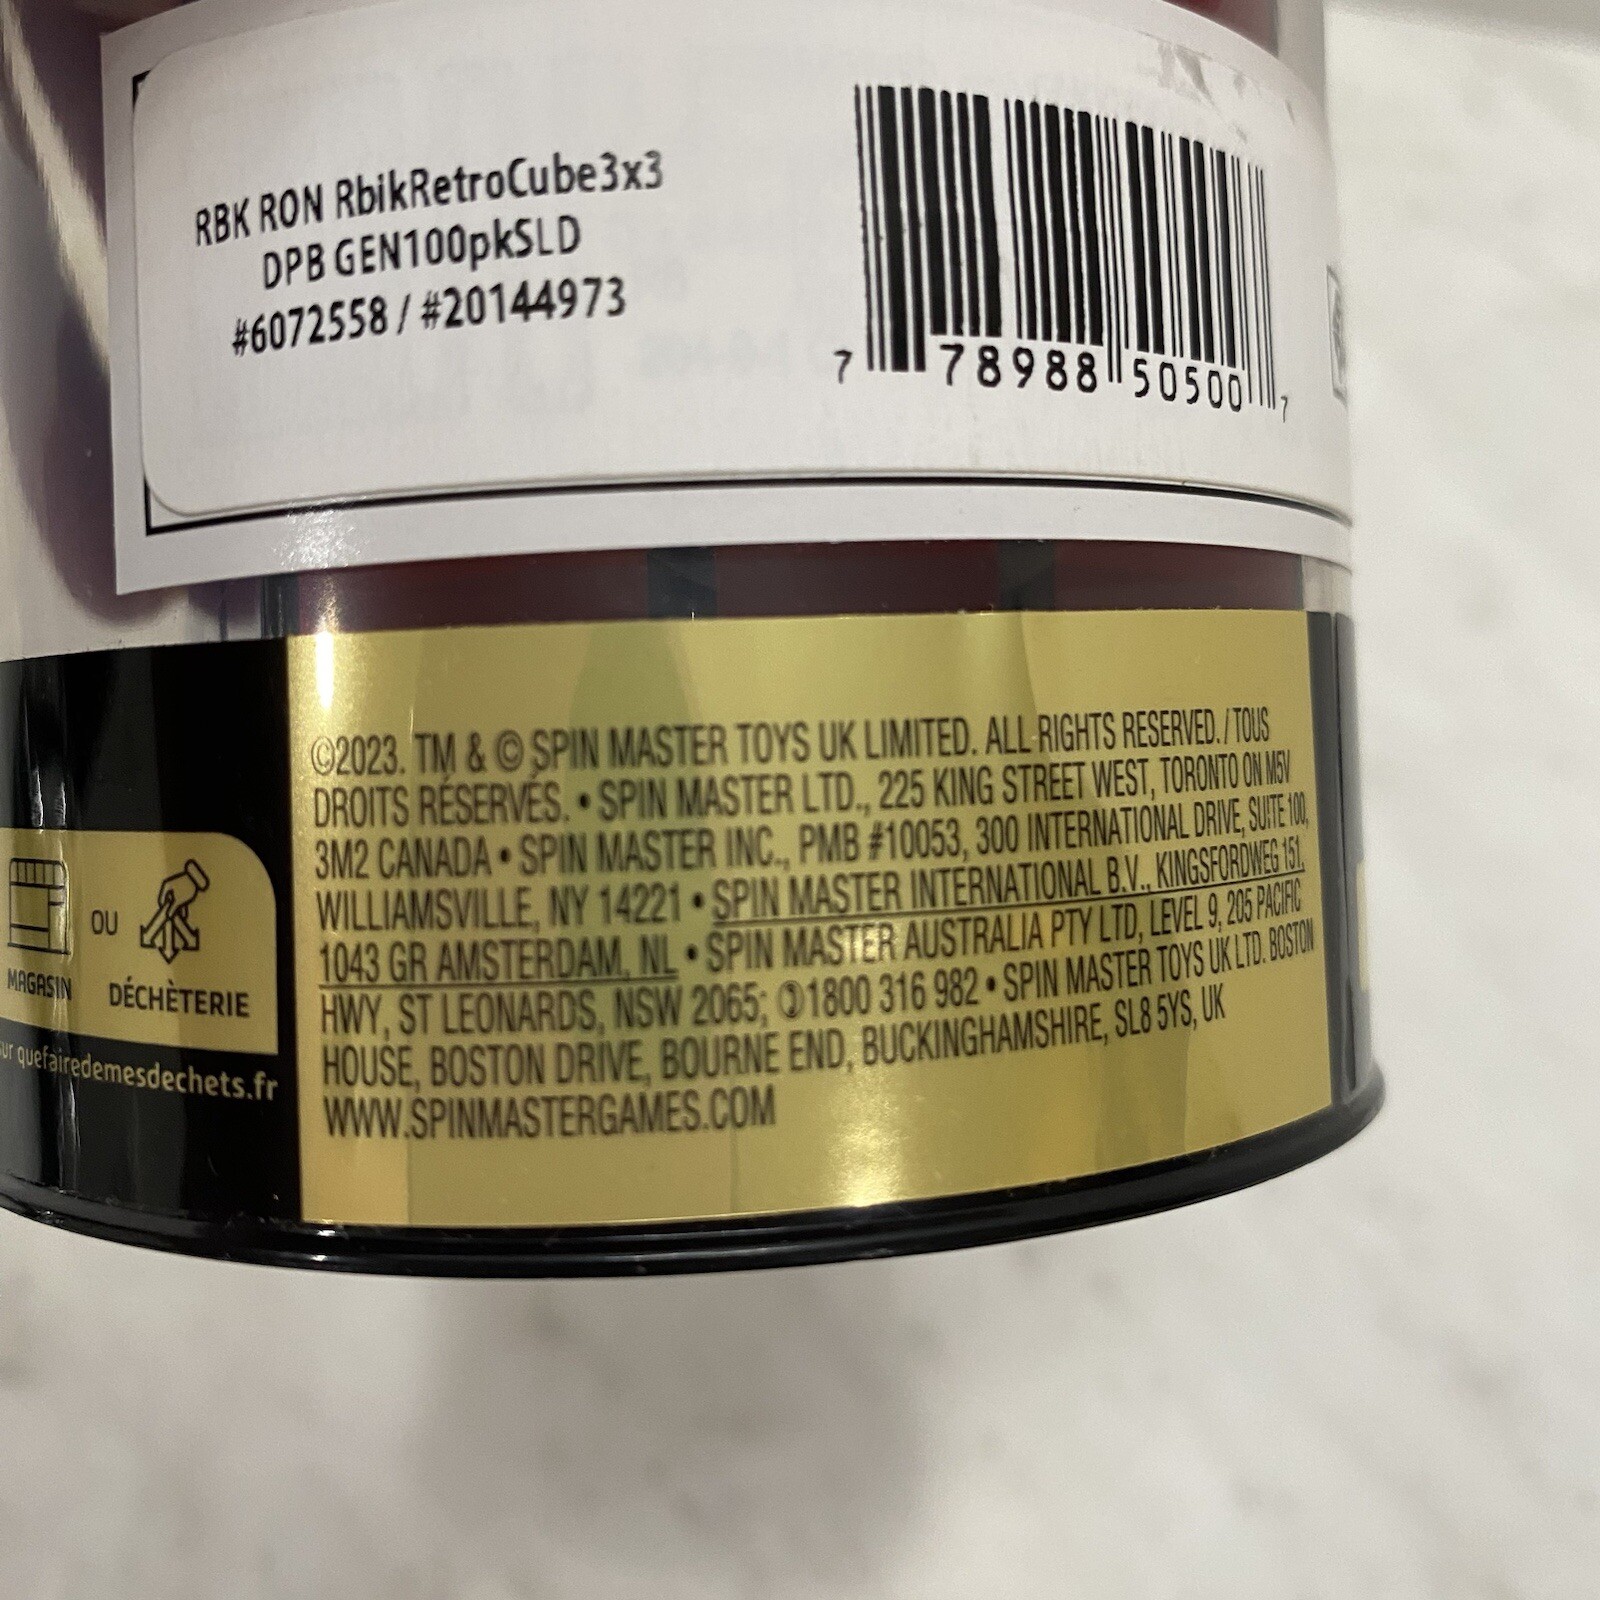 RBK RON RbikRetroCube3x3
DPB GEN100pkSLD
#6072558 / #20144973
7 78988 50500 7
©2023. TM & © SPIN MASTER TOYS UK LIMITED. ALL RIGHTS RESERVED. / TOUS
DROITS RÉSERVÉS. • SPIN MASTER LTD., 225 KING STREET WEST, TORONTO ON M5V
3M2 CANADA • SPIN MASTER INC., PMB #10053, 300 INTERNATIONAL DRIVE, SUITE 100,
WILLIAMSVILLE, NY 14221 • SPIN MASTER INTERNATIONAL B.V., KINGSFORDWEG 151,
1043 GR AMSTERDAM, NL • SPIN MASTER AUSTRALIA PTY LTD, LEVEL 9, 205 PACIFIC
HWY, ST LEONARDS, NSW 2065; 1800 316 982 • SPIN MASTER TOYS UK LTD. BOSTON
HOUSE, BOSTON DRIVE, BOURNE END, BUCKINGHAMSHIRE, SL8 5YS, UK
WWW.SPINMASTERGAMES.COM
OU
MAGASIN
DÉCHÈTERIE
quefairedemesdechets.fr